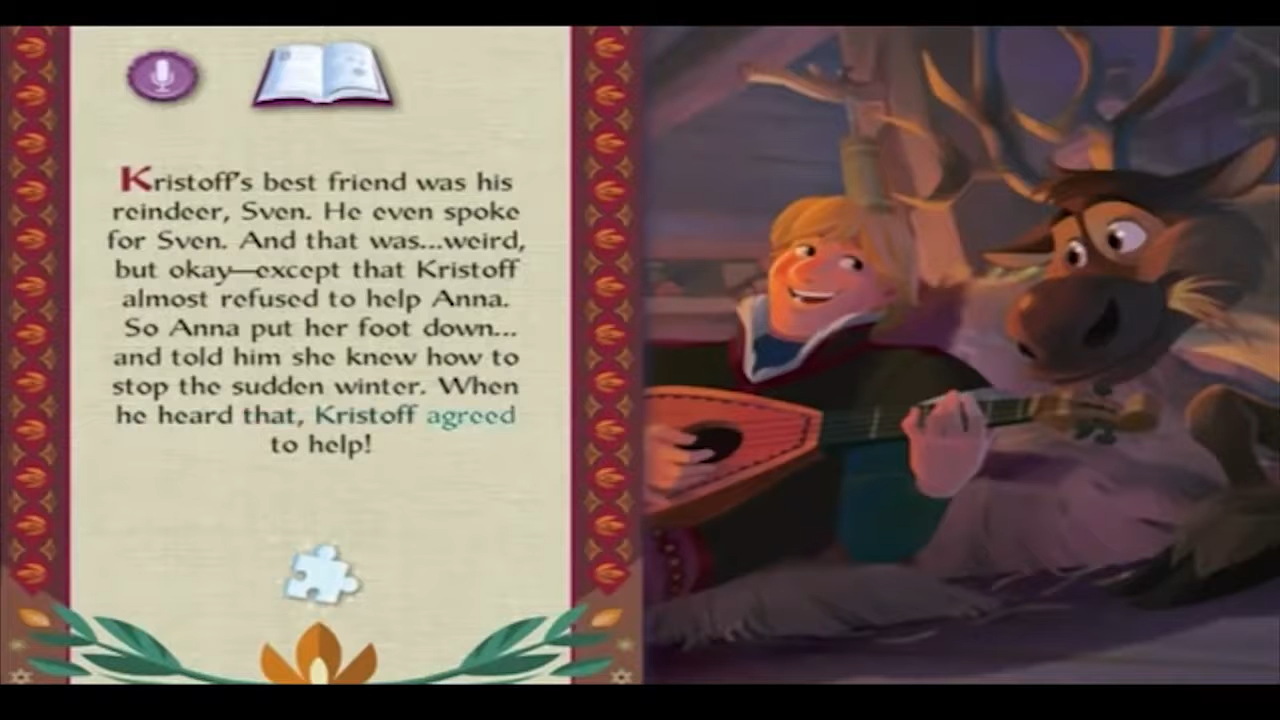 Kristoff's best friend was his
reindeer, Sven. He even spoke
for Sven. And that was...weird,
but okay—except that Kristoff
almost refused to help Anna.
So Anna put her foot down...
and told him she knew how to
stop the sudden winter. When
he heard that, Kristoff agreed
to help!